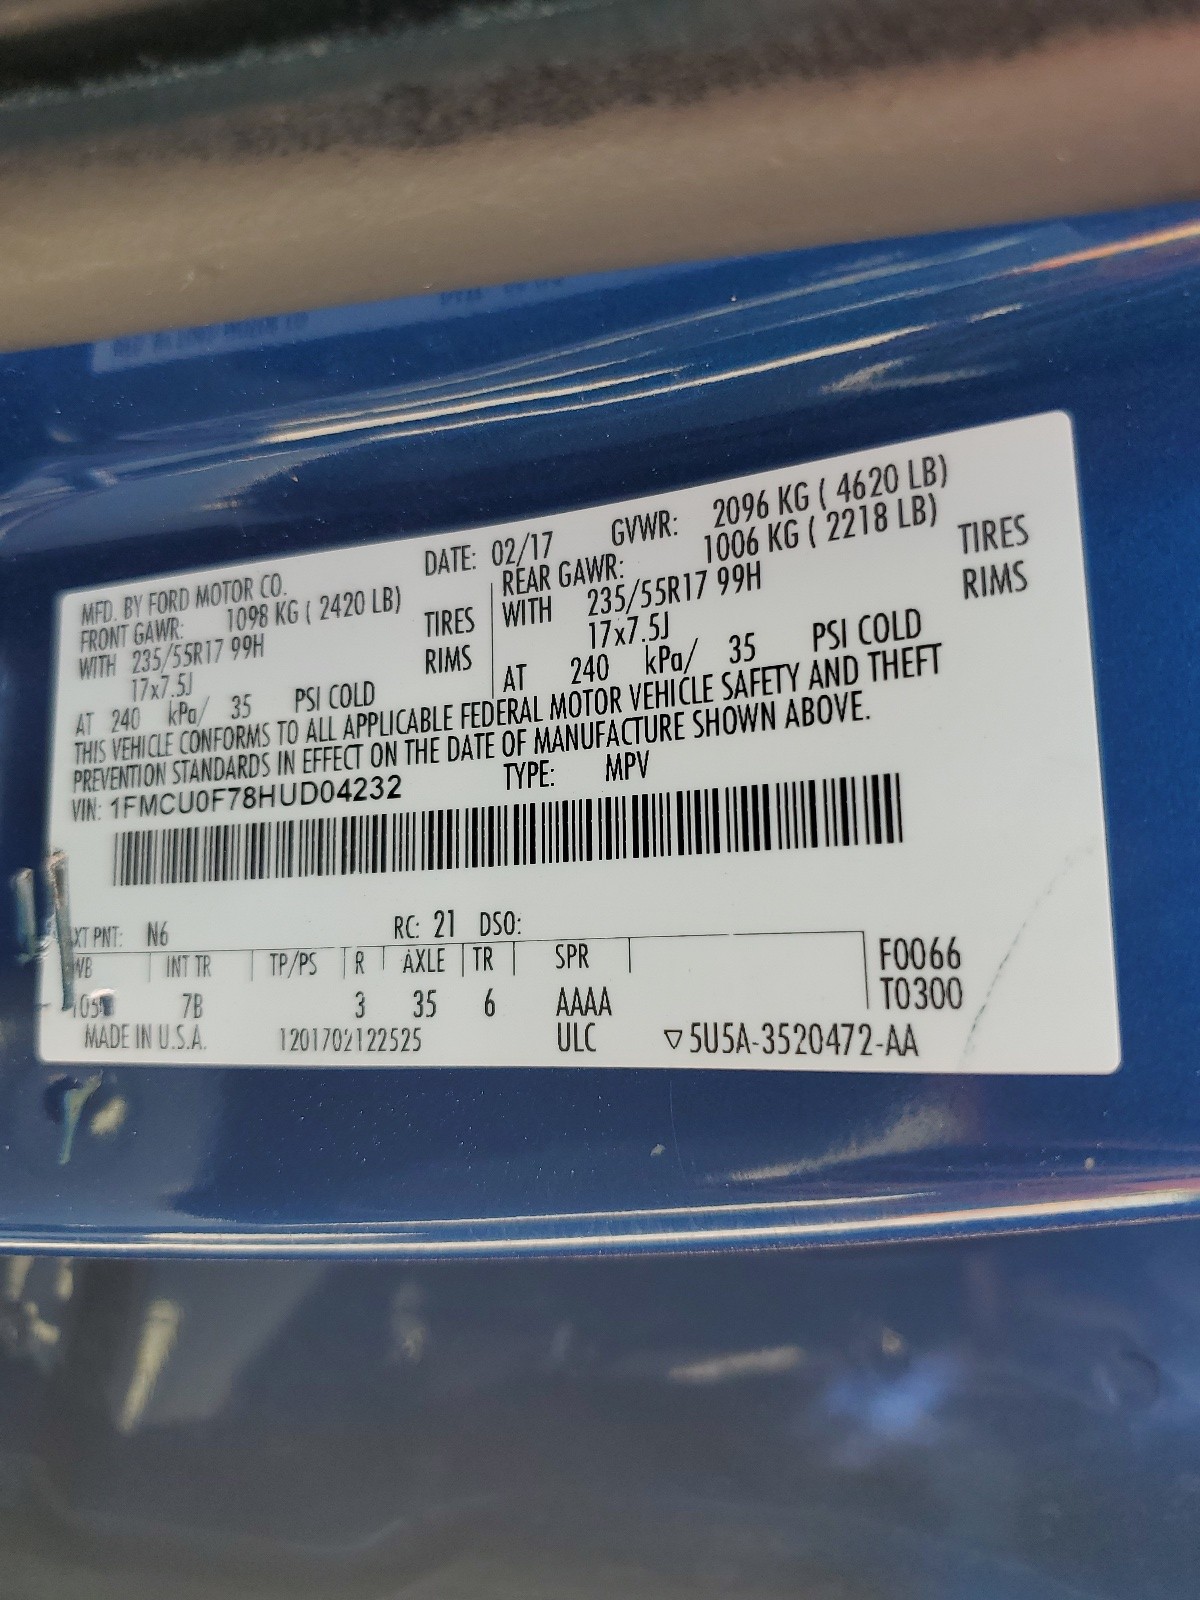 MFD. BY FORD MOTOR CO. DATE: 02/17 GVWR: 2096 KG ( 4620 LB)
FRONT GAWR: 1098 KG ( 2420 LB) REAR GAWR: 1006 KG ( 2218 LB)
WITH 235/55R17 99H TIRES WITH 235/55R17 99H TIRES
17x7.5J RIMS 17x7.5J RIMS
AT 240 kPa/ 35 PSI COLD AT 240 kPa/ 35 PSI COLD
THIS VEHICLE CONFORMS TO ALL APPLICABLE FEDERAL MOTOR VEHICLE SAFETY AND THEFT
PREVENTION STANDARDS IN EFFECT ON THE DATE OF MANUFACTURE SHOWN ABOVE.
VIN: 1FMCU0F78HUD04232 TYPE: MPV
XT PNT: N6 RC: 21 DSO:
WB INT TR TP/PS R AXLE TR SPR F0066
105 7B 3 35 6 AAAA T0300
MADE IN U.S.A. 1201702122525 ULC ▽5U5A-3520472-AA